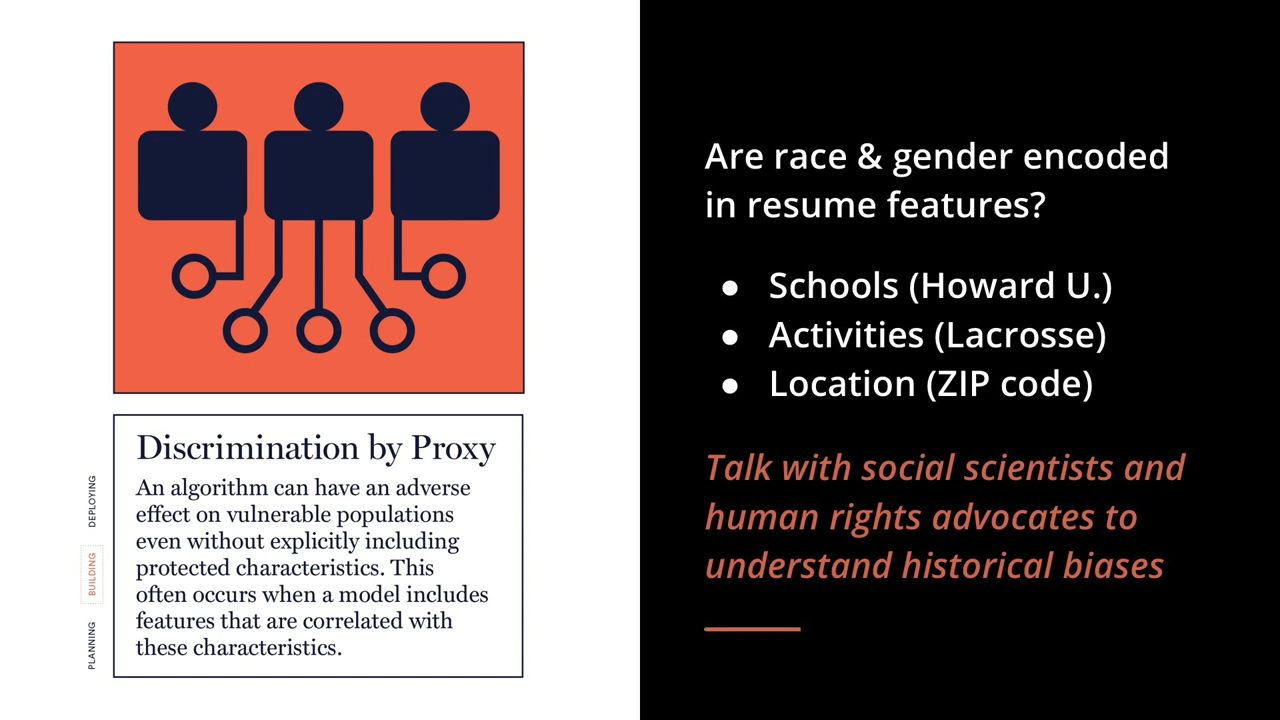 Discrimination by Proxy
An algorithm can have an adverse
effect on vulnerable populations
even without explicitly including
protected characteristics. This
often occurs when a model includes
features that are correlated with
these characteristics.
DEPLOYING
BUILDING
PLANNING
Are race & gender encoded
in resume features?
● Schools (Howard U.)
● Activities (Lacrosse)
● Location (ZIP code)
Talk with social scientists and
human rights advocates to
understand historical biases